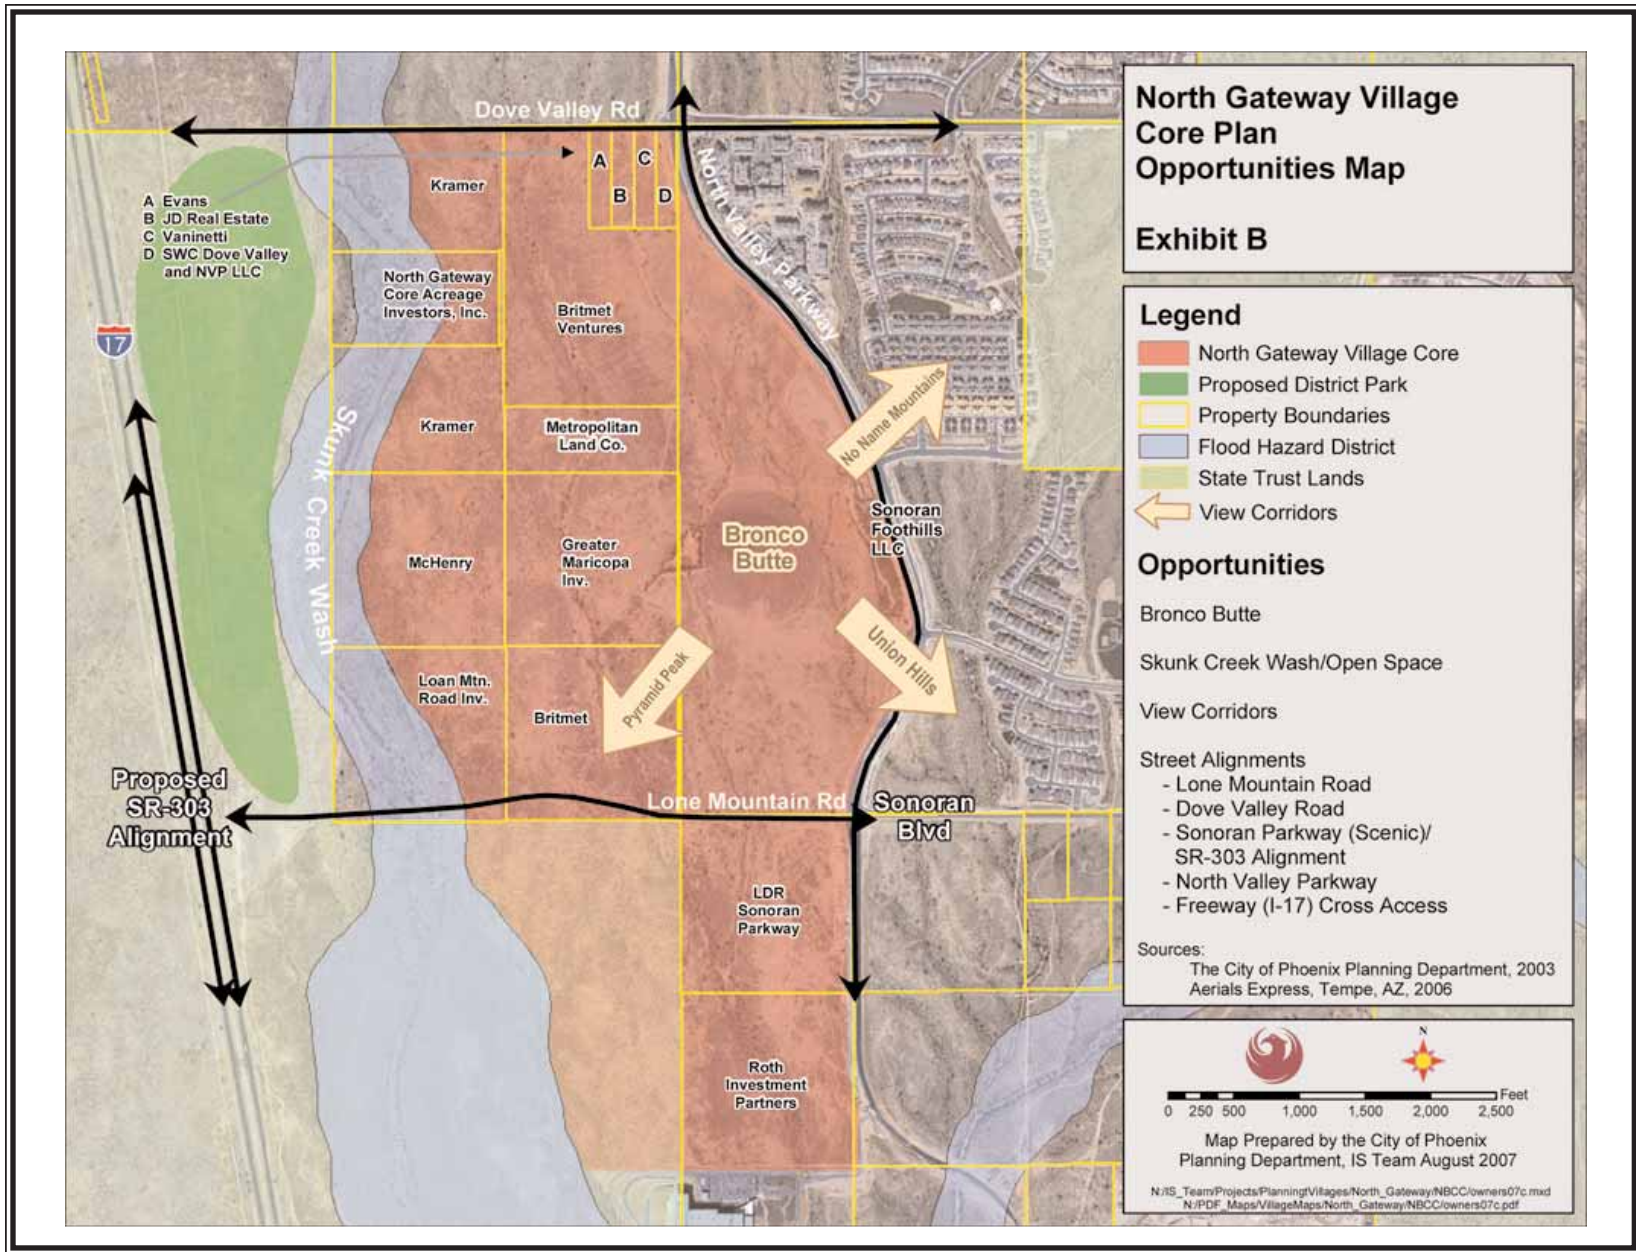 Dove Valley Rd
North Valley Parkway
Kramer
A
B
C
D
A Evans
B JD Real Estate
C Vaninetti
D SWC Dove Valley
and NVP LLC
North Gateway
Core Acreage
Investors, Inc.
Britmet
Ventures
17
Skunk Creek Wash
Kramer
Metropolitan
Land Co.
No Name Mountains
Sonoran
Foothills
LLC
Bronco
Butte
McHenry
Greater
Maricopa
Inv.
Union Hills
Pyramid Peak
Loan Mtn.
Road Inv.
Britmet
Proposed
SR-303
Alignment
Lone Mountain Rd
Sonoran
Blvd
LDR
Sonoran
Parkway
Roth
Investment
Partners
North Gateway Village
Core Plan
Opportunities Map
Exhibit B
Legend
North Gateway Village Core
Proposed District Park
Property Boundaries
Flood Hazard District
State Trust Lands
View Corridors
Opportunities
Bronco Butte
Skunk Creek Wash/Open Space
View Corridors
Street Alignments
- Lone Mountain Road
- Dove Valley Road
- Sonoran Parkway (Scenic)/
SR-303 Alignment
- North Valley Parkway
- Freeway (I-17) Cross Access
Sources:
The City of Phoenix Planning Department, 2003
Aerials Express, Tempe, AZ, 2006
N
Feet
0 250 500 1,000 1,500 2,000 2,500
Map Prepared by the City of Phoenix
Planning Department, IS Team August 2007
N:/IS_Team/Projects/PlanningtVillages/North_Gateway/NBCC/owners07c.mxd
N:/PDF_Maps/VillageMaps/North_Gateway/NBCC/owners07c.pdf